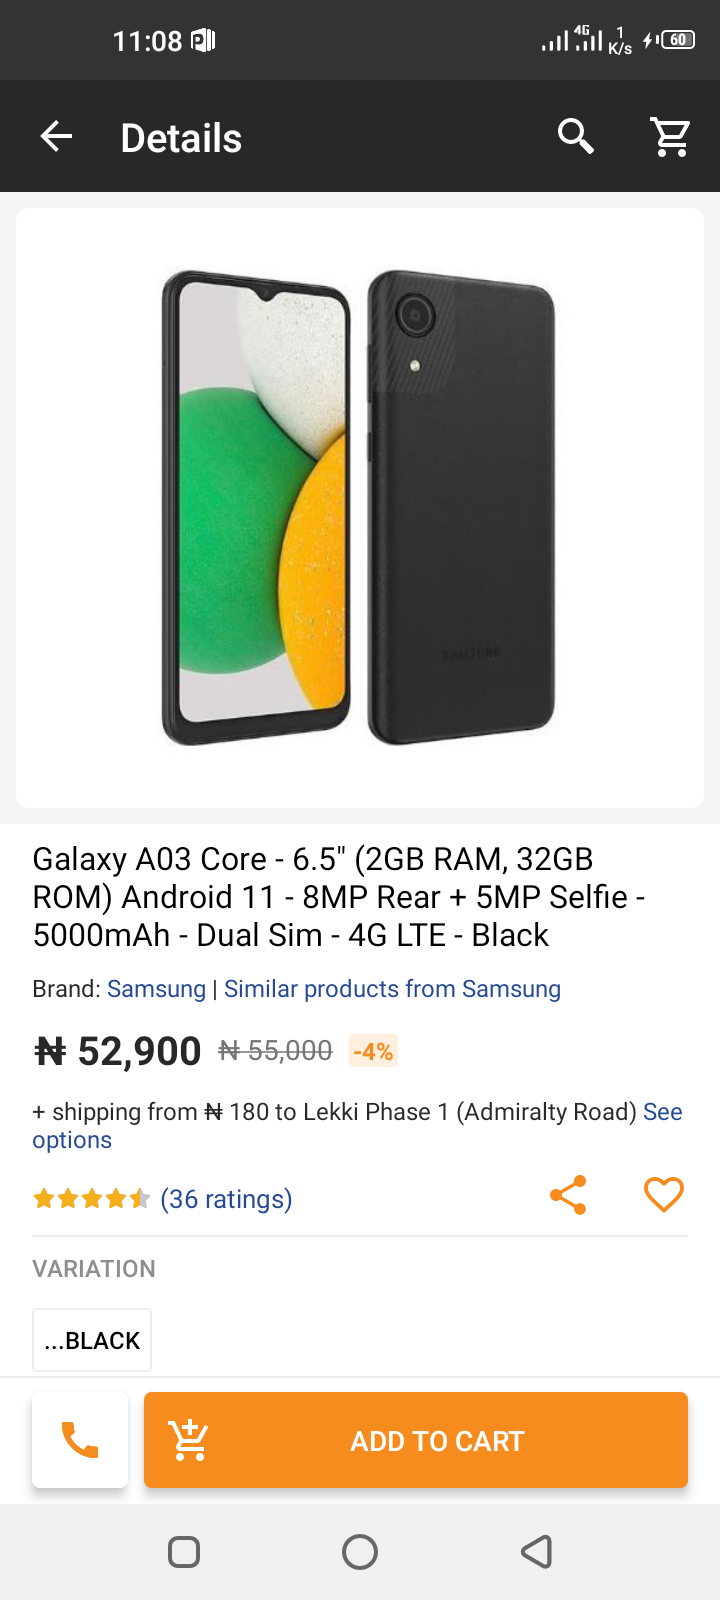 11:08
4G
1
K/s
60
Details
SAMSUNG
Galaxy A03 Core - 6.5" (2GB RAM, 32GB
ROM) Android 11 - 8MP Rear + 5MP Selfie -
5000mAh - Dual Sim - 4G LTE - Black
Brand: Samsung | Similar products from Samsung
₦ 52,900 ₦ 55,000 -4%
+ shipping from ₦ 180 to Lekki Phase 1 (Admiralty Road) See
options
(36 ratings)
VARIATION
...BLACK
ADD TO CART